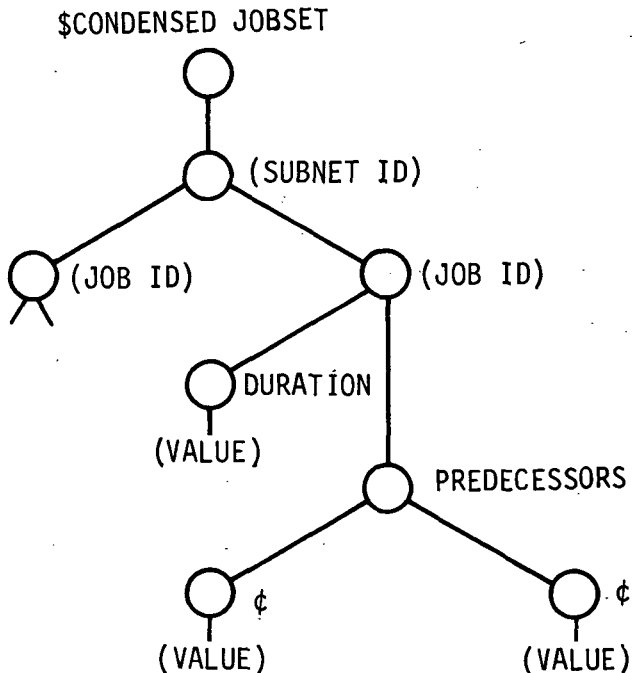 $CONDENSED JOBSET
(SUBNET ID)
(JOB ID) (JOB ID)
DURATION
(VALUE)
PREDECESSORS
¢ ¢
(VALUE) (VALUE)